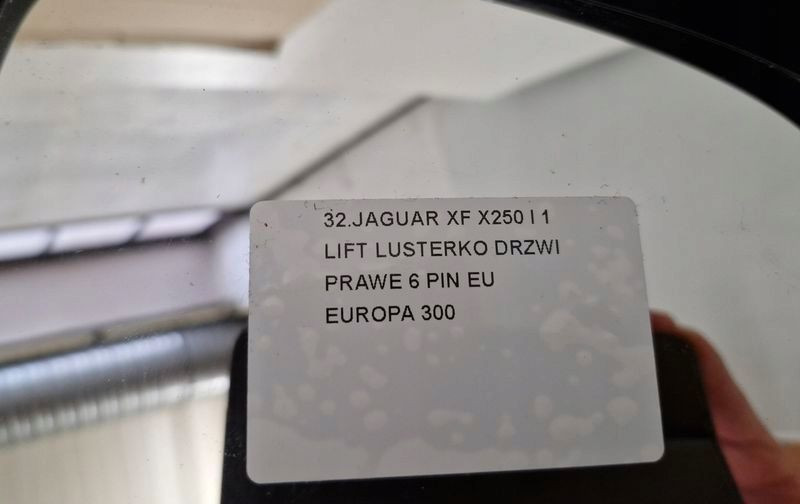 32.JAGUAR XF X250 I 1
LIFT LUSTERKO DRZWI
PRAWE 6 PIN EU
EUROPA 300